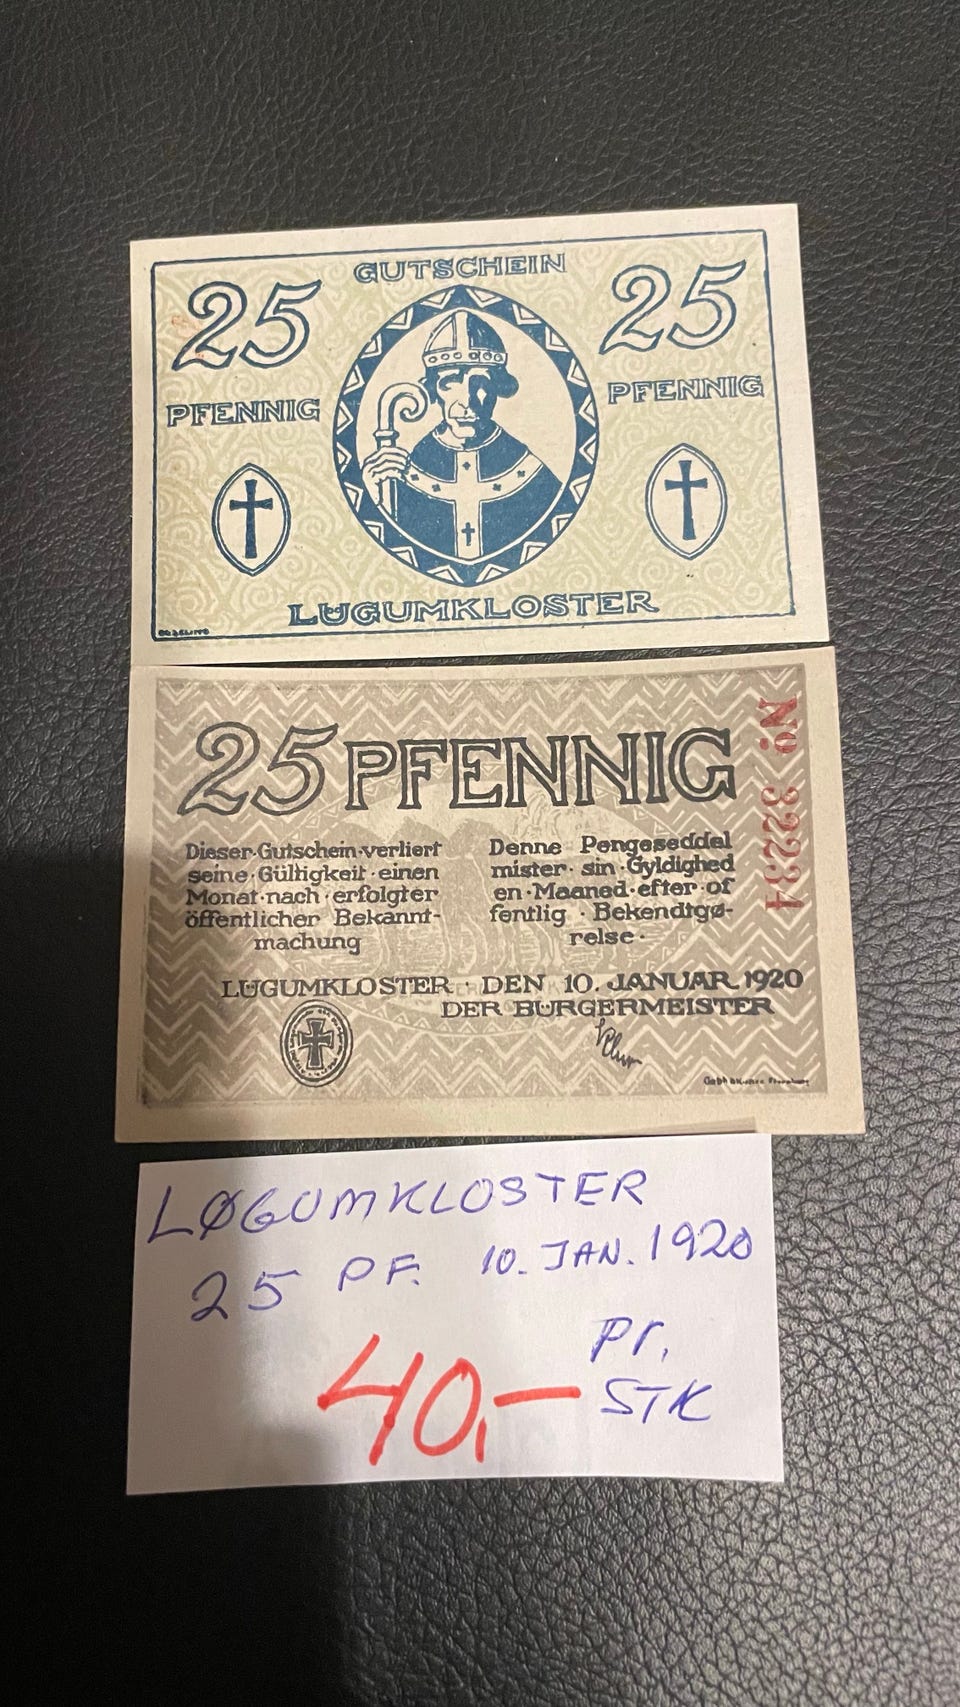 GUTSCHEIN
25 25
PFENNIG PFENNIG
LÜGUMKLOSTER
25 PFENNIG
No. 32234
Dieser·Gutschein·verliert
seine·Gültigkeit·einen
Monat·nach·erfolgter
öffentlicher Bekannt-
machung
Denne Pengeseddel
mister·sin·Gyldighed
en·Maaned·efter·of
fentlig·Bekendtgø-
relse·
LÜGUMKLOSTER·DEN 10. JANUAR 1920
DER BÜRGERMEISTER
LØGUMKLOSTER
25 PF. 10. JAN. 1920
40,- Pr.
STK